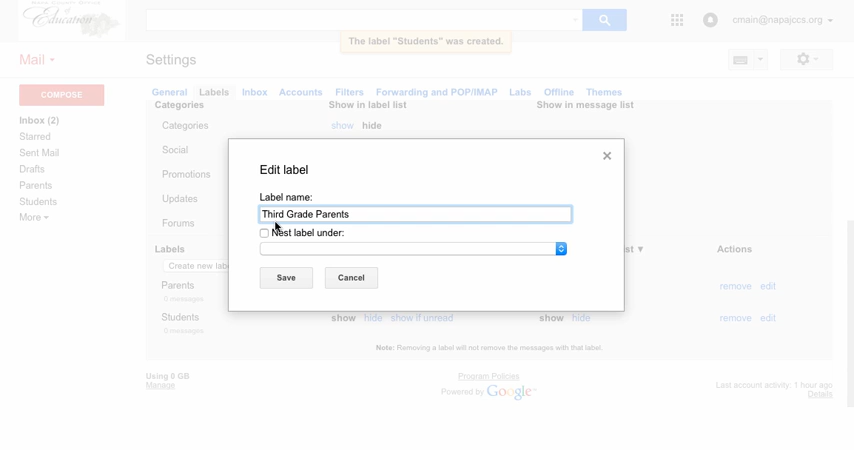 Education
The label "Students" was created.
cmain@napajccs.org
Mail
Settings
COMPOSE
General Labels Inbox Accounts Filters Forwarding and POP/IMAP Labs Offline Themes
Categories Show in label list Show in message list
Inbox (2)
Starred
Sent Mail
Drafts
Parents
Students
More
Categories show hide
Social
Promotions
Updates
Forums
Edit label
Label name:
Third Grade Parents
Nest label under:
Save Cancel
Labels ist Actions
Create new labe
Parents remove edit
0 messages
Students show hide show if unread show hide remove edit
0 messages
Note: Removing a label will not remove the messages with that label.
Using 0 GB
Manage
Program Policies
Powered by Google™
Last account activity: 1 hour ago
Details